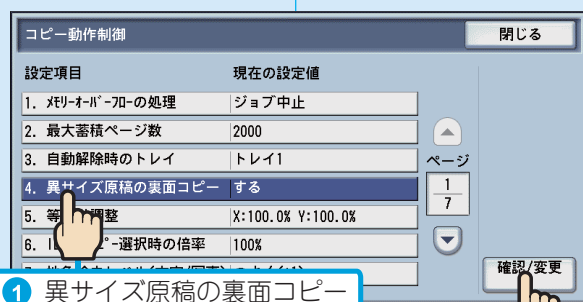 コピー動作制御
閉じる
設定項目 現在の設定値
1. ﾒﾓﾘｰｵｰﾊﾞｰﾌﾛｰの処理 ジョブ中止
2. 最大蓄積ページ数 2000
3. 自動解除時のトレイ トレイ1
4. 異サイズ原稿の裏面コピー する
5. 等 調整 X:100.0% Y:100.0%
6. ﾋﾟｰ選択時の倍率 100%
ページ
1
7
確認/変更
1 異サイズ原稿の裏面コピー